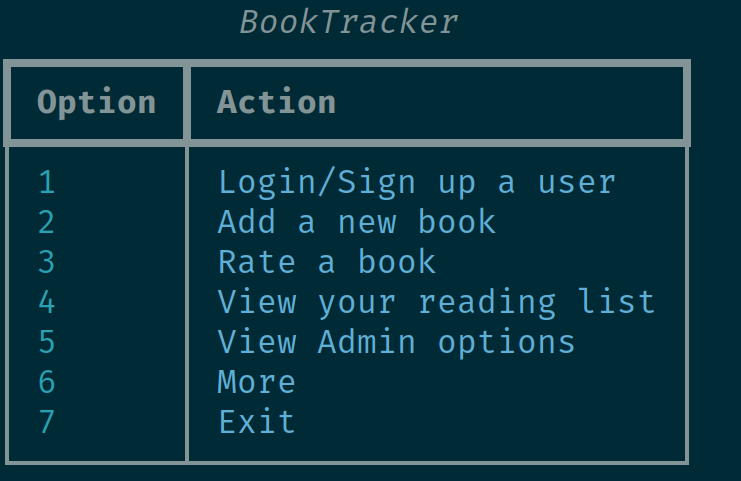 BookTracker
Option Action
1 Login/Sign up a user
2 Add a new book
3 Rate a book
4 View your reading list
5 View Admin options
6 More
7 Exit